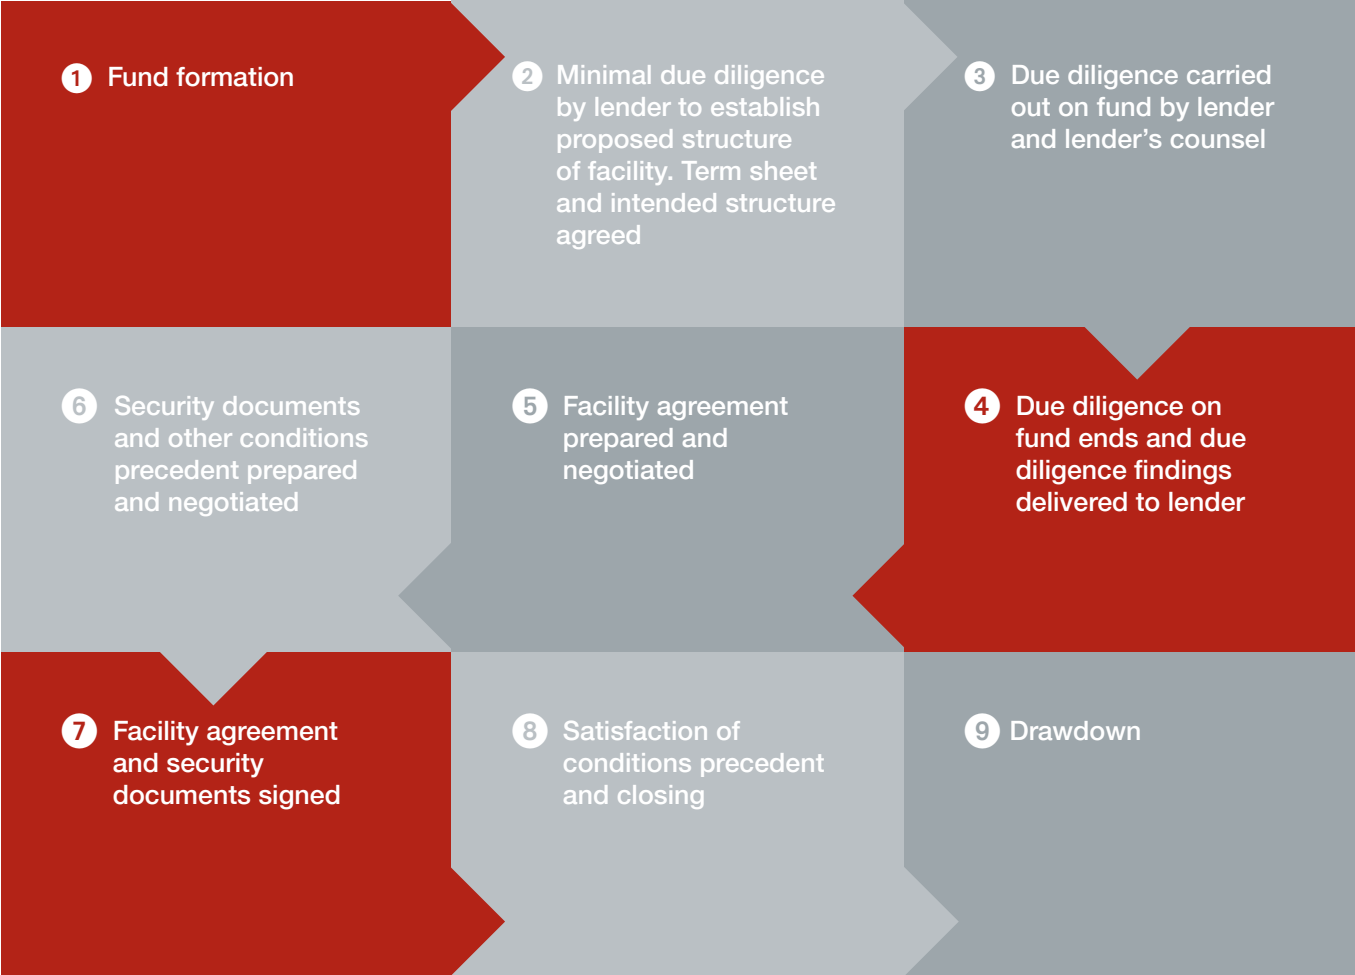 1 Fund formation
2 Minimal due diligence
by lender to establish
proposed structure
of facility. Term sheet
and intended structure
agreed
3 Due diligence carried
out on fund by lender
and lender’s counsel
4 Due diligence on
fund ends and due
diligence findings
delivered to lender
5 Facility agreement
prepared and
negotiated
6 Security documents
and other conditions
precedent prepared
and negotiated
7 Facility agreement
and security
documents signed
8 Satisfaction of
conditions precedent
and closing
9 Drawdown